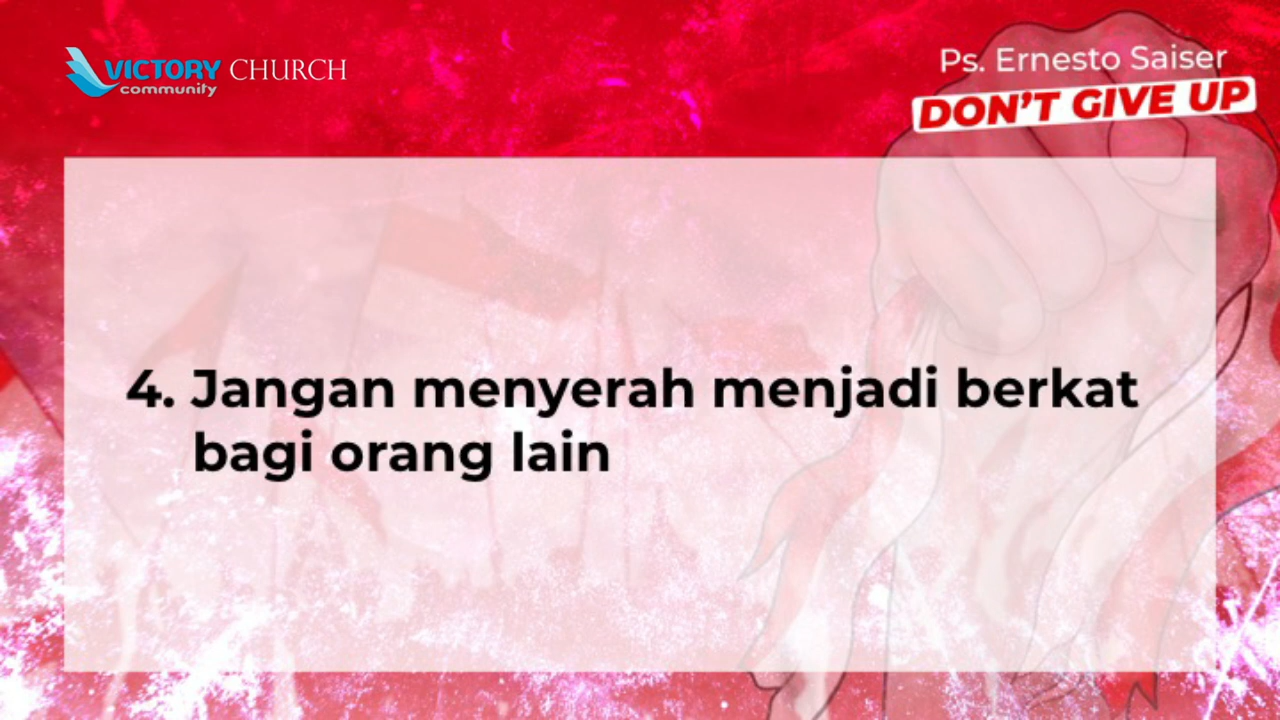 VICTORY CHURCH
community
Ps. Ernesto Saiser
DON'T GIVE UP
4. Jangan menyerah menjadi berkat
bagi orang lain